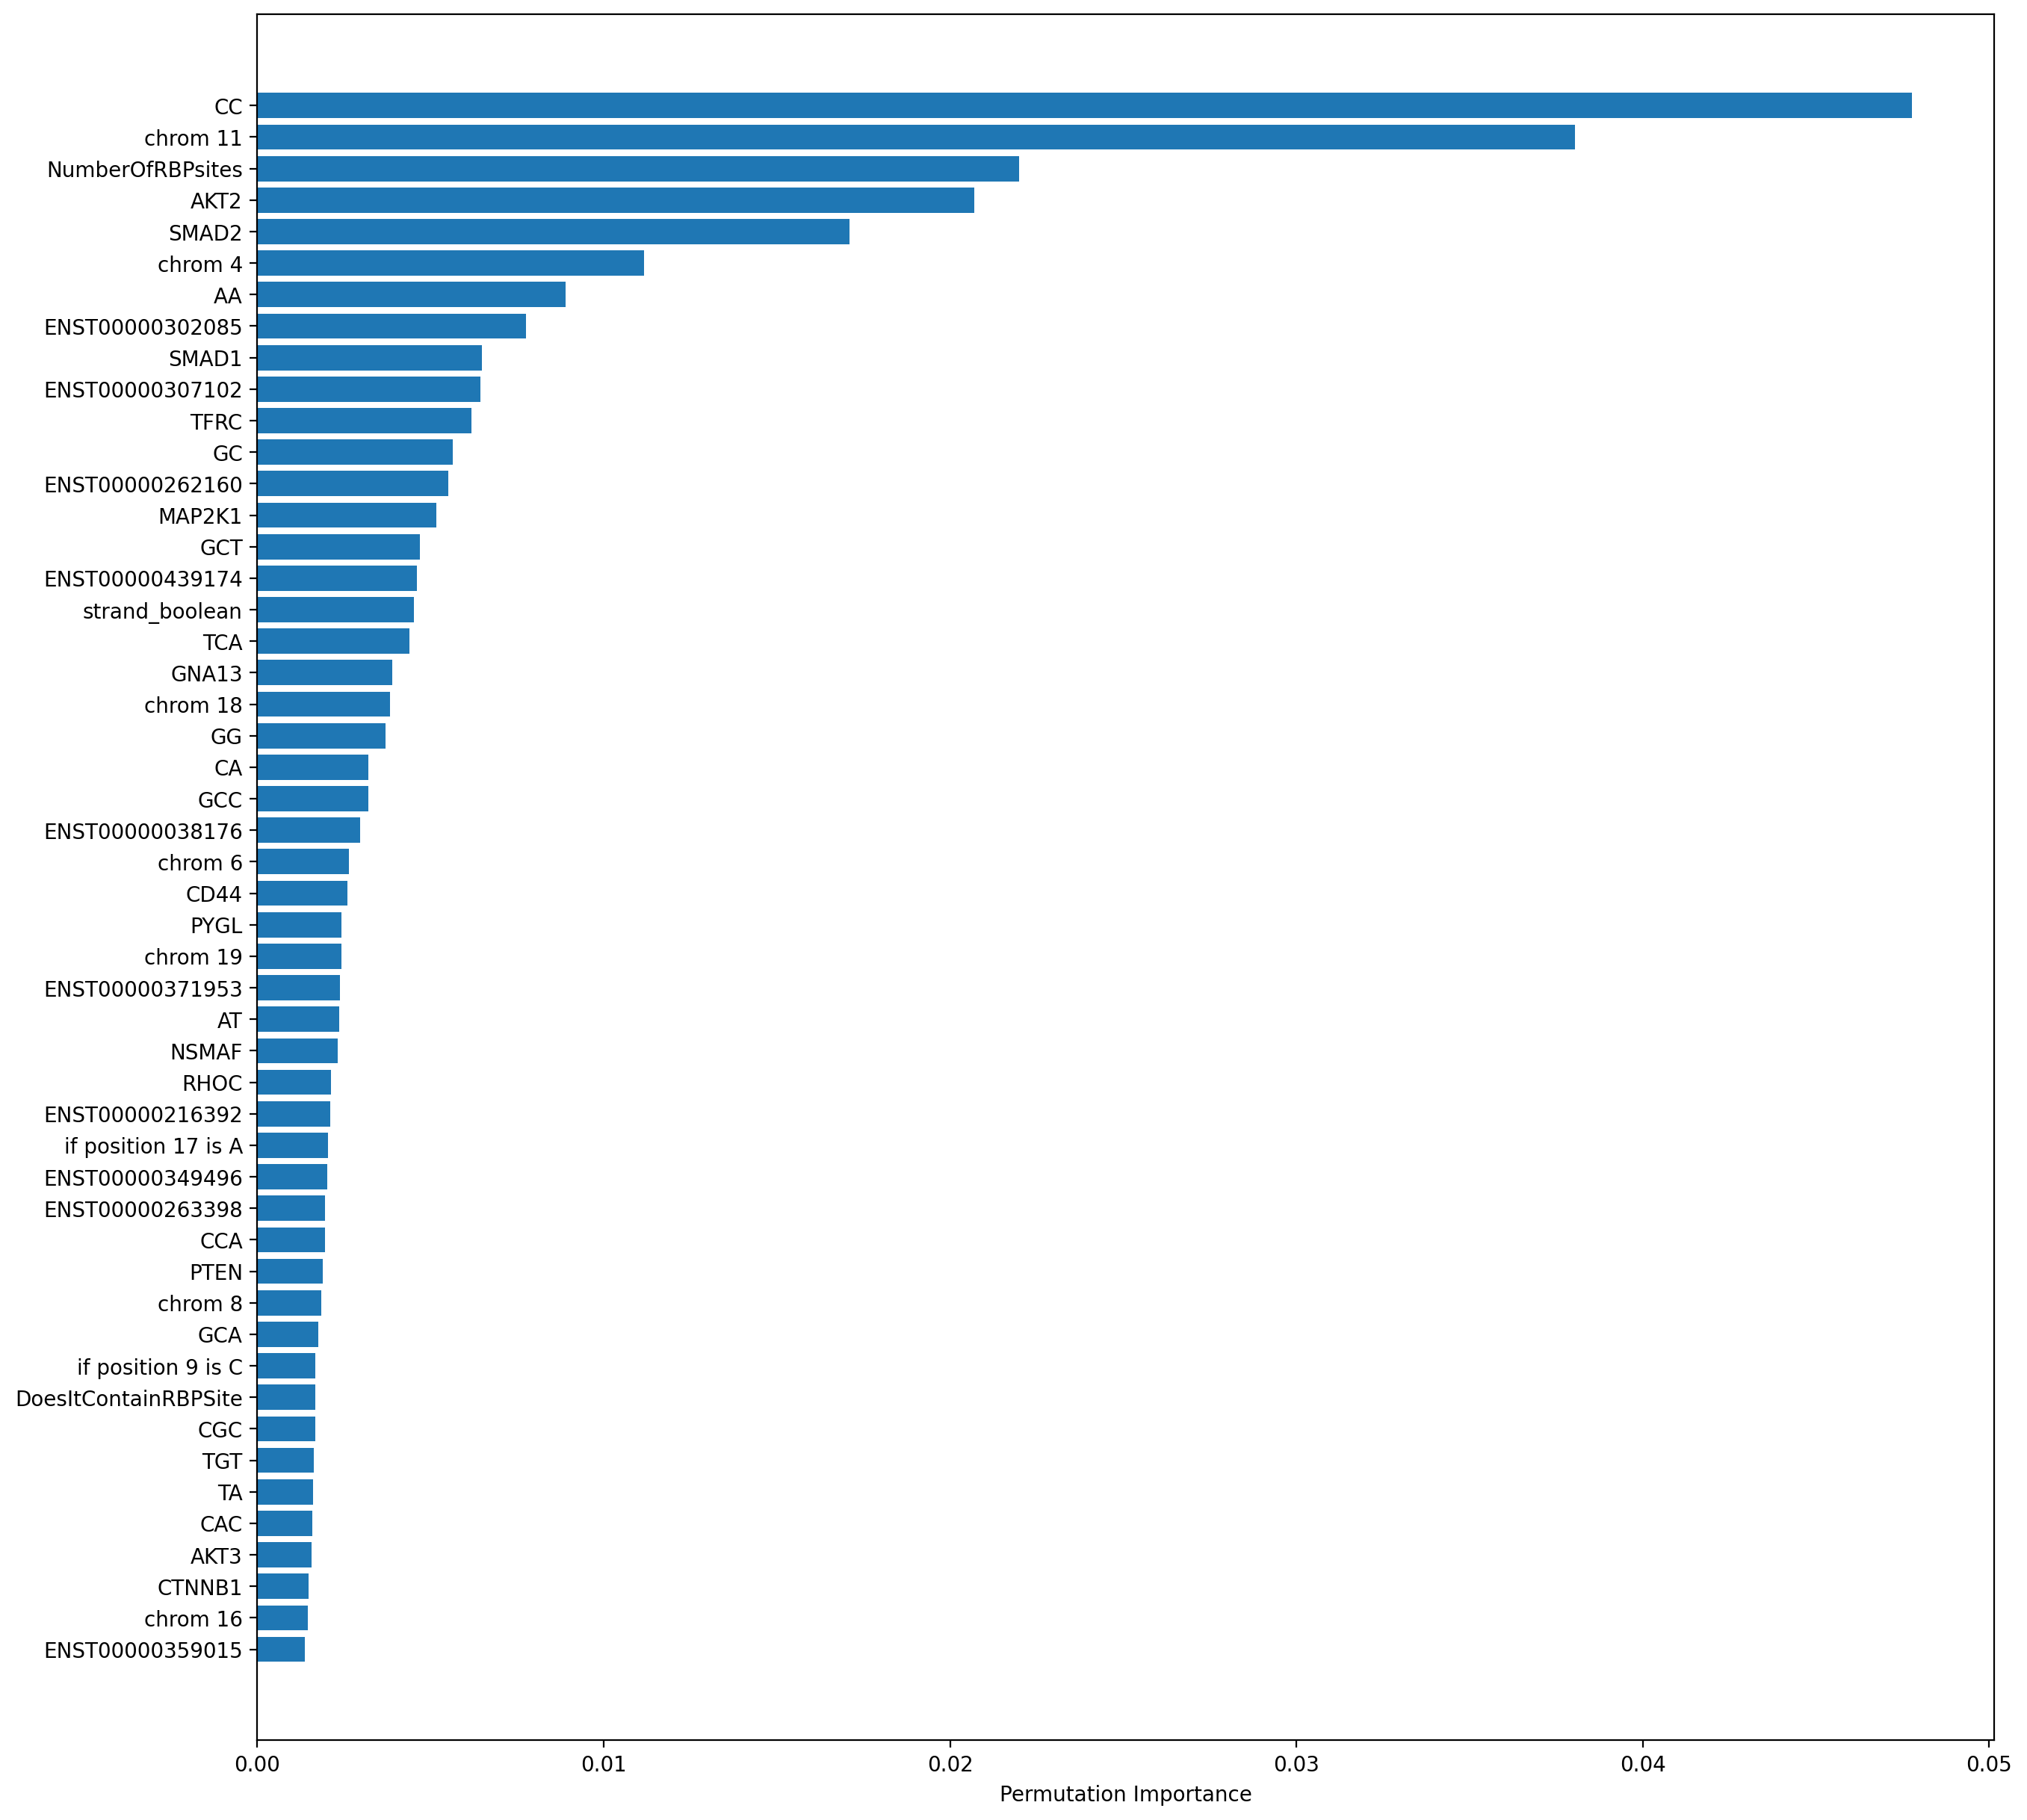 CC
chrom 11
NumberOfRBPsites
AKT2
SMAD2
chrom 4
AA
ENST00000302085
SMAD1
ENST00000307102
TFRC
GC
ENST00000262160
MAP2K1
GCT
ENST00000439174
strand_boolean
TCA
GNA13
chrom 18
GG
CA
GCC
ENST00000038176
chrom 6
CD44
PYGL
chrom 19
ENST00000371953
AT
NSMAF
RHOC
ENST00000216392
if position 17 is A
ENST00000349496
ENST00000263398
CCA
PTEN
chrom 8
GCA
if position 9 is C
DoesItContainRBPSite
CGC
TGT
TA
CAC
AKT3
CTNNB1
chrom 16
ENST00000359015
0.00 0.01 0.02 0.03 0.04 0.05
Permutation Importance